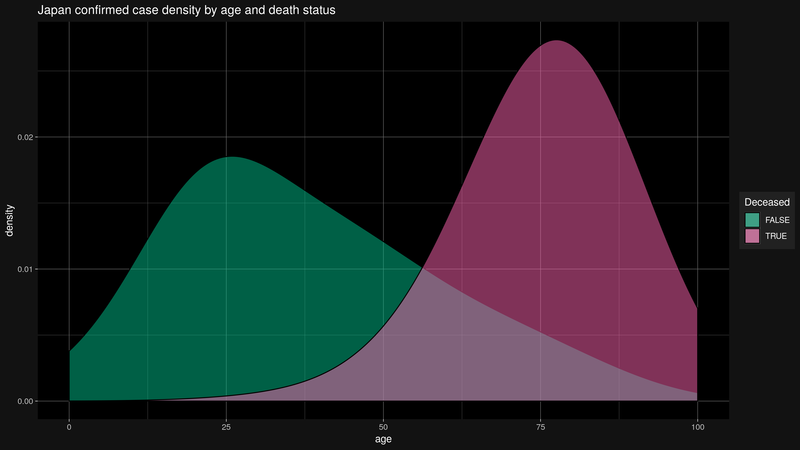 Japan confirmed case density by age and death status
density
0.02
0.01
0.00
0
25
50
75
100
age
Deceased
FALSE
TRUE